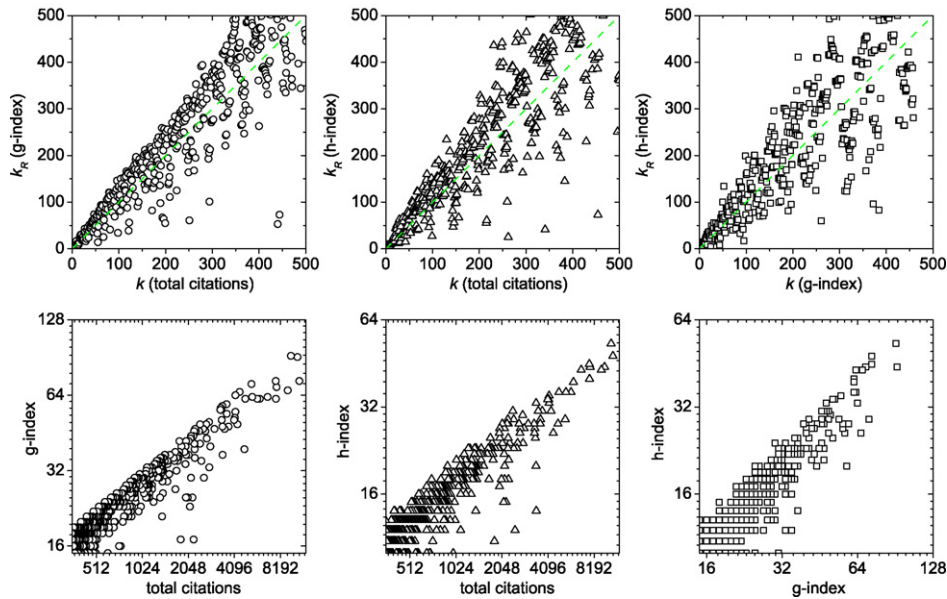 500
400
300
200
100
0
k_R (g-index)
0 100 200 300 400 500
k (total citations)
500
400
300
200
100
0
k_R (h-index)
0 100 200 300 400 500
k (total citations)
500
400
300
200
100
0
k_R (h-index)
0 100 200 300 400 500
k (g-index)
128
64
32
16
g-index
512 1024 2048 4096 8192
total citations
64
32
16
h-index
512 1024 2048 4096 8192
total citations
64
32
16
h-index
16 32 64 128
g-index